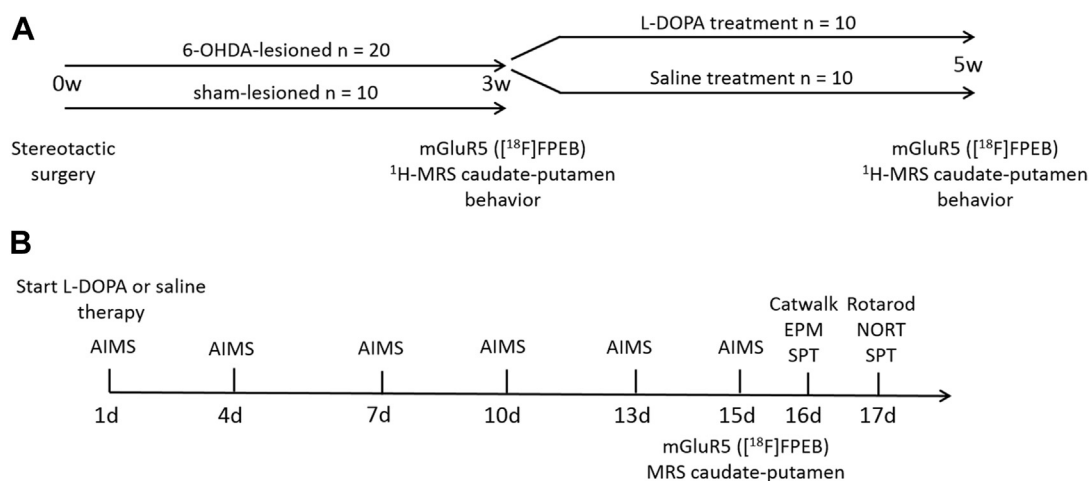 A
6-OHDA-lesioned n = 20
L-DOPA treatment n = 10
0w
3w
5w
sham-lesioned n = 10
Saline treatment n = 10
Stereotactic
surgery
mGluR5 ([¹⁸F]FPEB)
¹H-MRS caudate-putamen
behavior
mGluR5 ([¹⁸F]FPEB)
¹H-MRS caudate-putamen
behavior
B
Start L-DOPA or saline
therapy
AIMS
AIMS
AIMS
AIMS
AIMS
AIMS
Catwalk
EPM
SPT
Rotarod
NORT
SPT
1d
4d
7d
10d
13d
15d
16d
17d
mGluR5 ([¹⁸F]FPEB)
MRS caudate-putamen